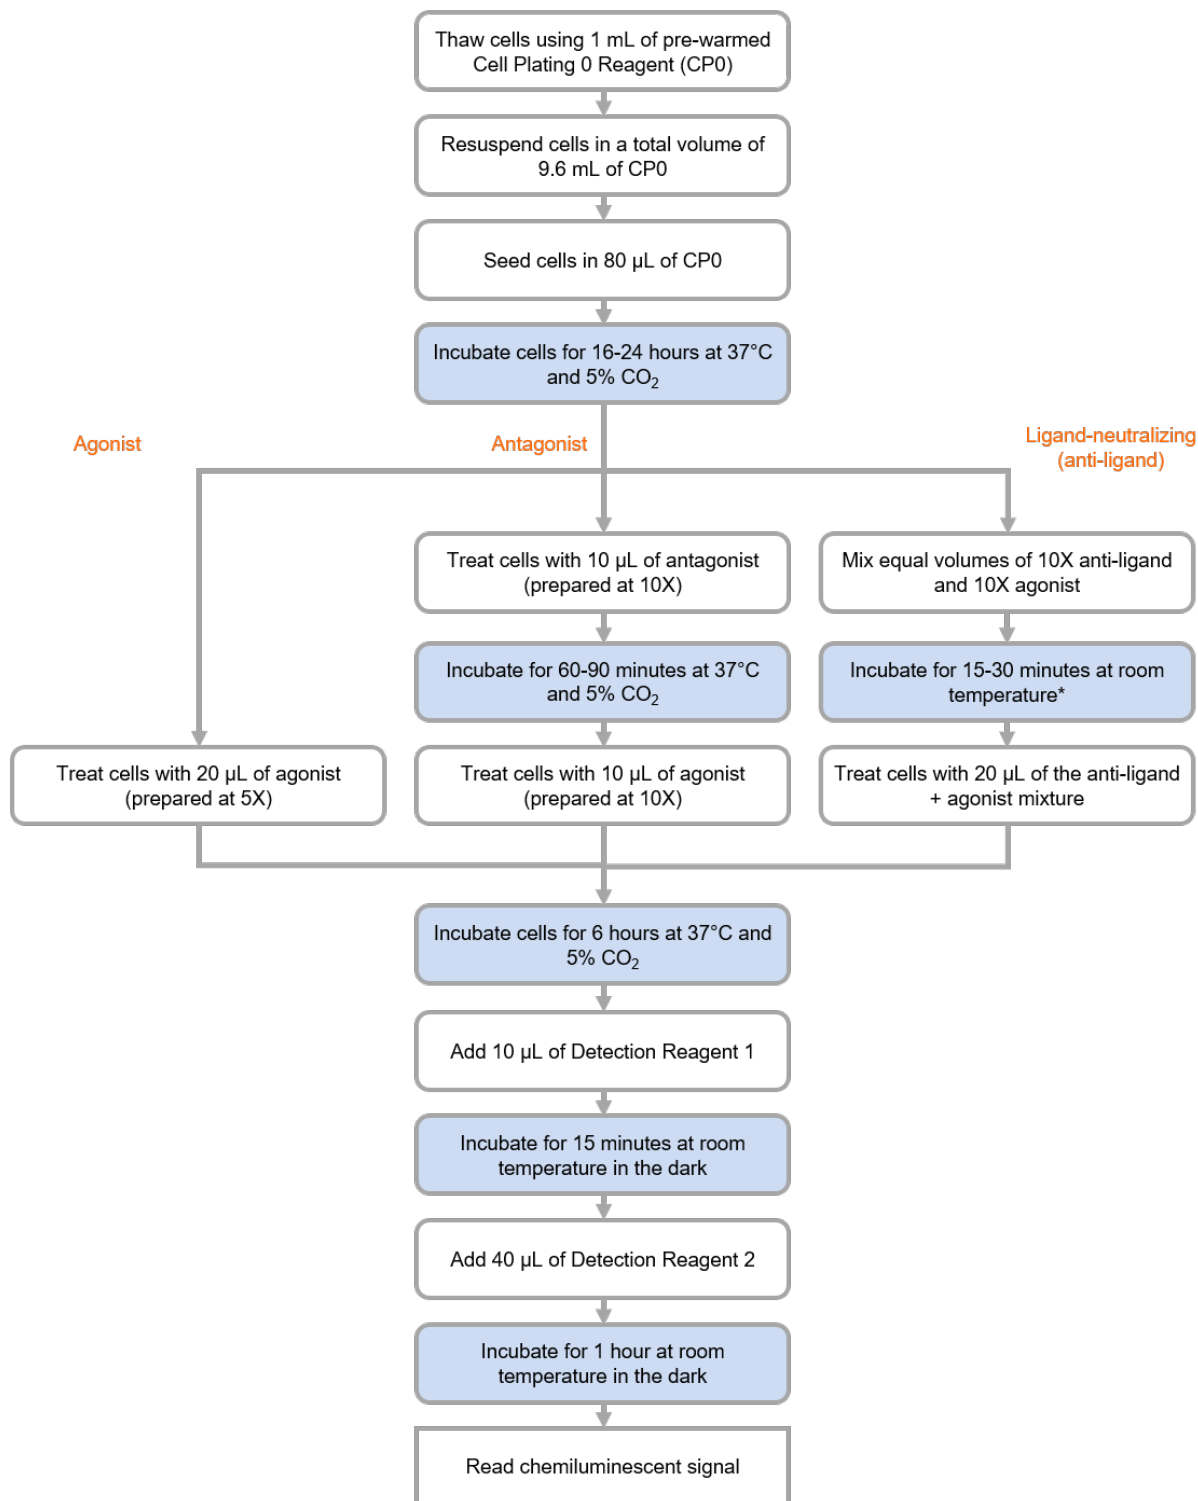 Thaw cells using 1 mL of pre-warmed
Cell Plating 0 Reagent (CP0)
Resuspend cells in a total volume of
9.6 mL of CP0
Seed cells in 80 µL of CP0
Incubate cells for 16-24 hours at 37°C
and 5% CO₂
Agonist
Antagonist
Ligand-neutralizing
(anti-ligand)
Treat cells with 10 µL of antagonist
(prepared at 10X)
Mix equal volumes of 10X anti-ligand
and 10X agonist
Incubate for 60-90 minutes at 37°C
and 5% CO₂
Incubate for 15-30 minutes at room
temperature*
Treat cells with 20 µL of agonist
(prepared at 5X)
Treat cells with 10 µL of agonist
(prepared at 10X)
Treat cells with 20 µL of the anti-ligand
+ agonist mixture
Incubate cells for 6 hours at 37°C and
5% CO₂
Add 10 µL of Detection Reagent 1
Incubate for 15 minutes at room
temperature in the dark
Add 40 µL of Detection Reagent 2
Incubate for 1 hour at room
temperature in the dark
Read chemiluminescent signal